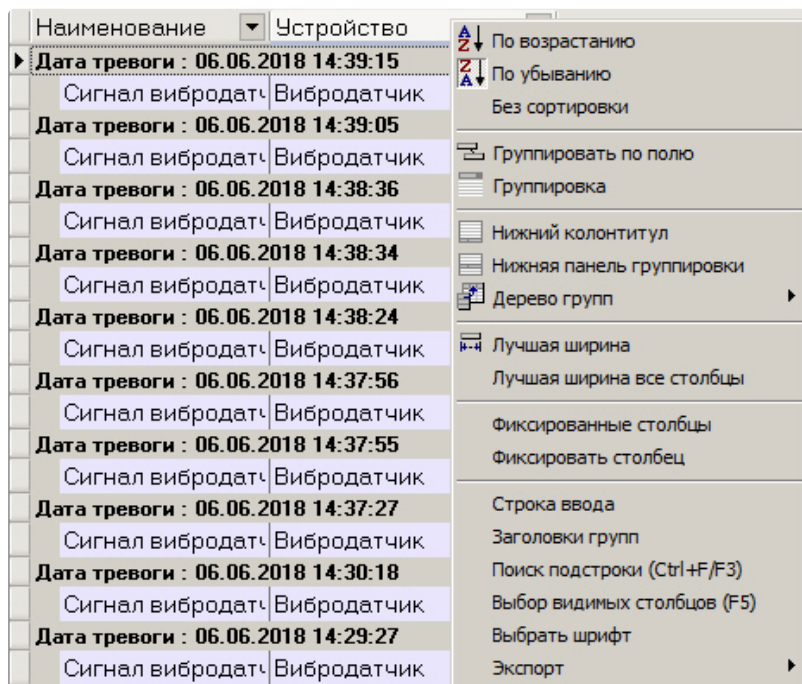 Наименование Устройство
Дата тревоги : 06.06.2018 14:39:15
Сигнал вибродатч Вибродатчик
Дата тревоги : 06.06.2018 14:39:05
Сигнал вибродатч Вибродатчик
Дата тревоги : 06.06.2018 14:38:36
Сигнал вибродатч Вибродатчик
Дата тревоги : 06.06.2018 14:38:34
Сигнал вибродатч Вибродатчик
Дата тревоги : 06.06.2018 14:38:24
Сигнал вибродатч Вибродатчик
Дата тревоги : 06.06.2018 14:37:56
Сигнал вибродатч Вибродатчик
Дата тревоги : 06.06.2018 14:37:55
Сигнал вибродатч Вибродатчик
Дата тревоги : 06.06.2018 14:37:27
Сигнал вибродатч Вибродатчик
Дата тревоги : 06.06.2018 14:30:18
Сигнал вибродатч Вибродатчик
Дата тревоги : 06.06.2018 14:29:27
Сигнал вибродатч Вибродатчик
По возрастанию
По убыванию
Без сортировки
Группировать по полю
Группировка
Нижний колонтитул
Нижняя панель группировки
Дерево групп
Лучшая ширина
Лучшая ширина все столбцы
Фиксированные столбцы
Фиксировать столбец
Строка ввода
Заголовки групп
Поиск подстроки (Ctrl+F/F3)
Выбор видимых столбцов (F5)
Выбрать шрифт
Экспорт